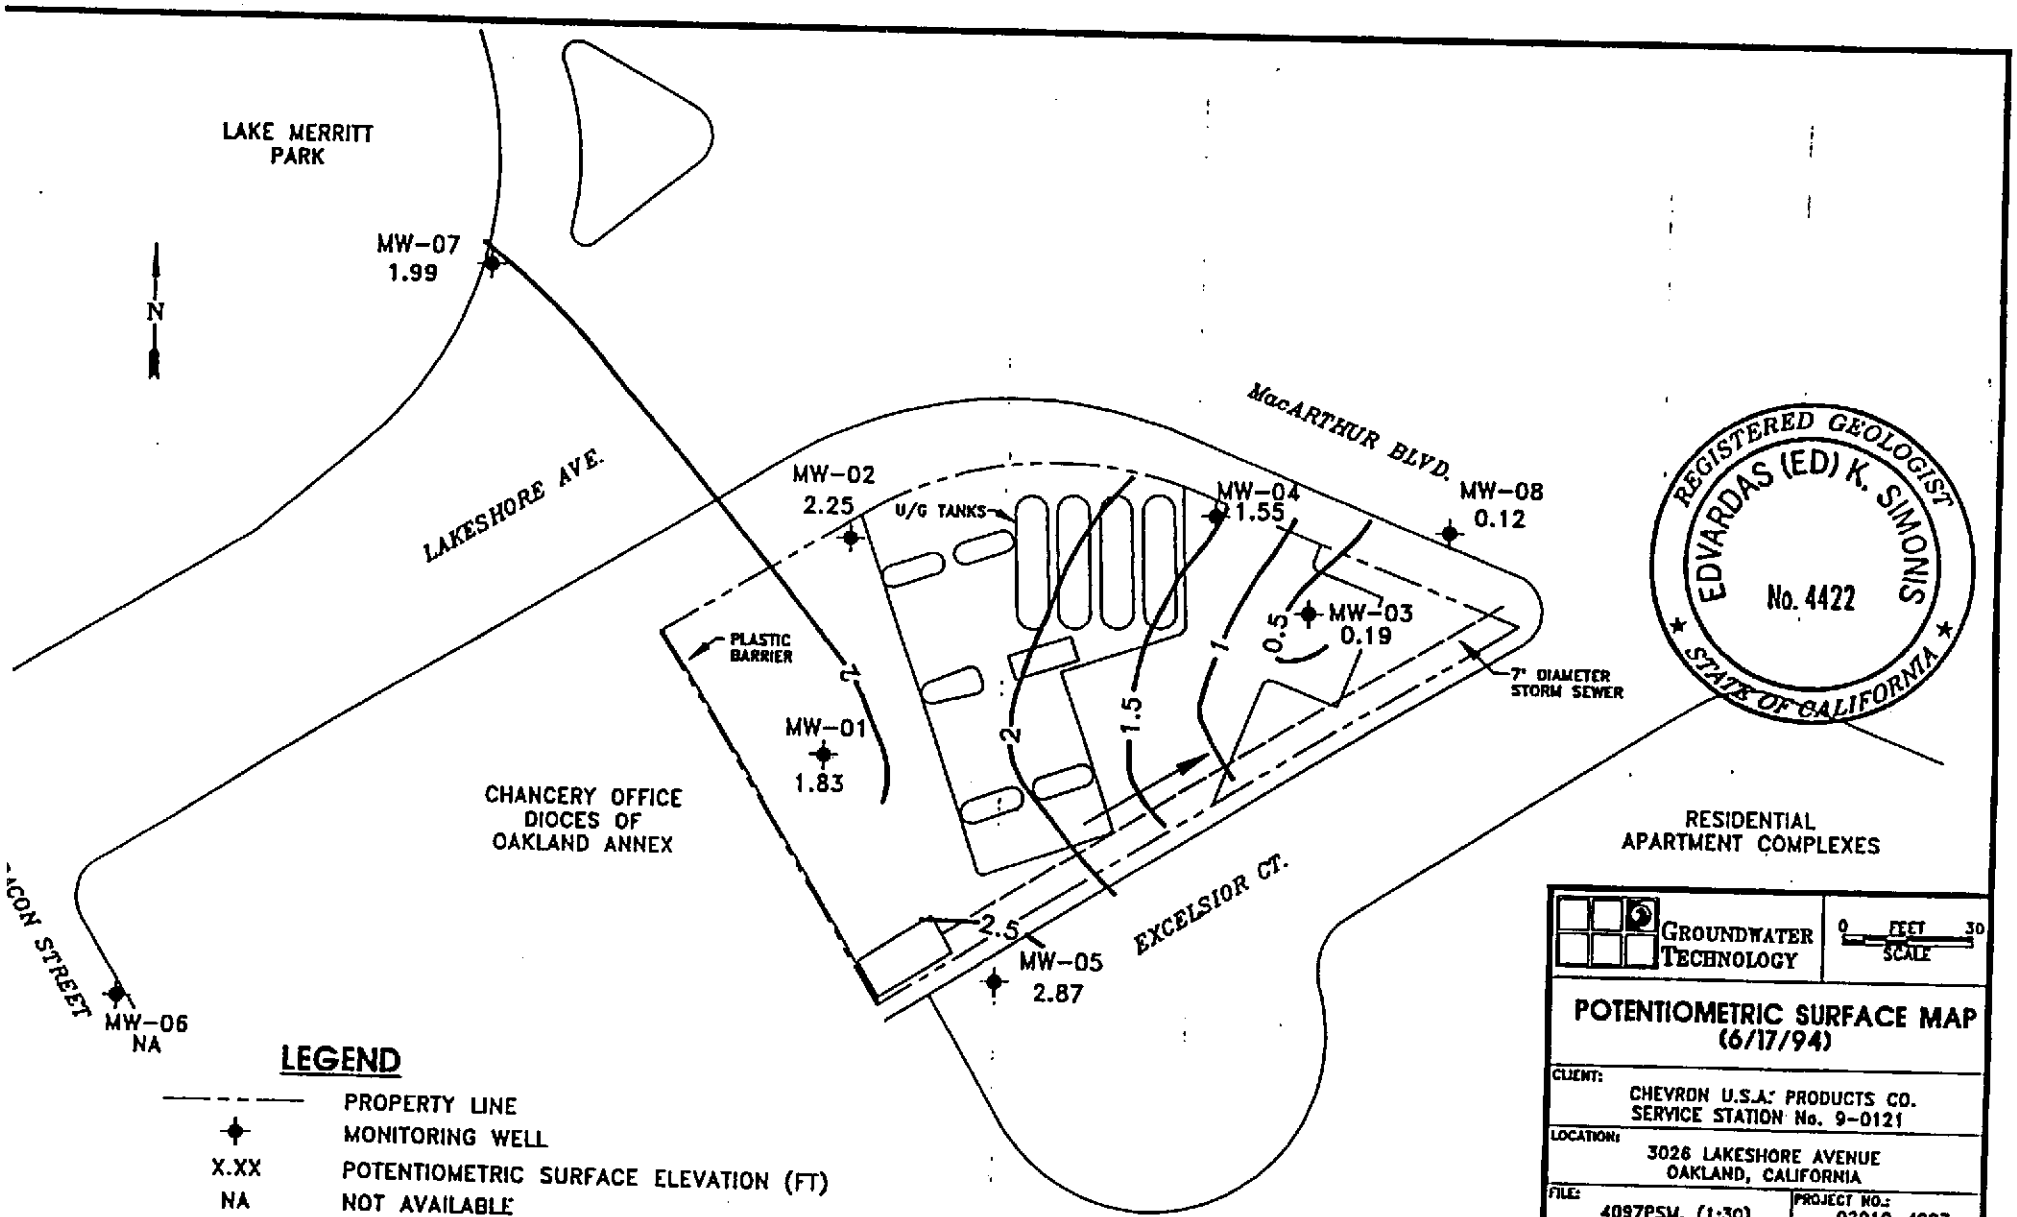 LAKE MERRITT
PARK
MW-07
1.99
N
LAKESHORE AVE.
MacARTHUR BLVD.
MW-02
2.25
U/G TANKS
MW-04
1.55
MW-08
0.12
REGISTERED GEOLOGIST
EDVARDAS (ED) K. SIMONIS
No. 4422
STATE OF CALIFORNIA
PLASTIC
BARRIER
2
2
1.5
1
0.5
MW-03
0.19
7' DIAMETER
STORM SEWER
MW-01
1.83
CHANCERY OFFICE
DIOCES OF
OAKLAND ANNEX
RESIDENTIAL
APARTMENT COMPLEXES
EXCELSIOR CT.
2.5
MW-05
2.87
ACON STREET
MW-06
NA
LEGEND
PROPERTY LINE
MONITORING WELL
X.XX POTENTIOMETRIC SURFACE ELEVATION (FT)
NA NOT AVAILABLE
GROUNDWATER
TECHNOLOGY
0 FEET 30
SCALE
POTENTIOMETRIC SURFACE MAP
(6/17/94)
CLIENT:
CHEVRON U.S.A. PRODUCTS CO.
SERVICE STATION No. 9-0121
LOCATION:
3026 LAKESHORE AVENUE
OAKLAND, CALIFORNIA
FILE:
4097PSM. (1:30)
PROJECT NO.: